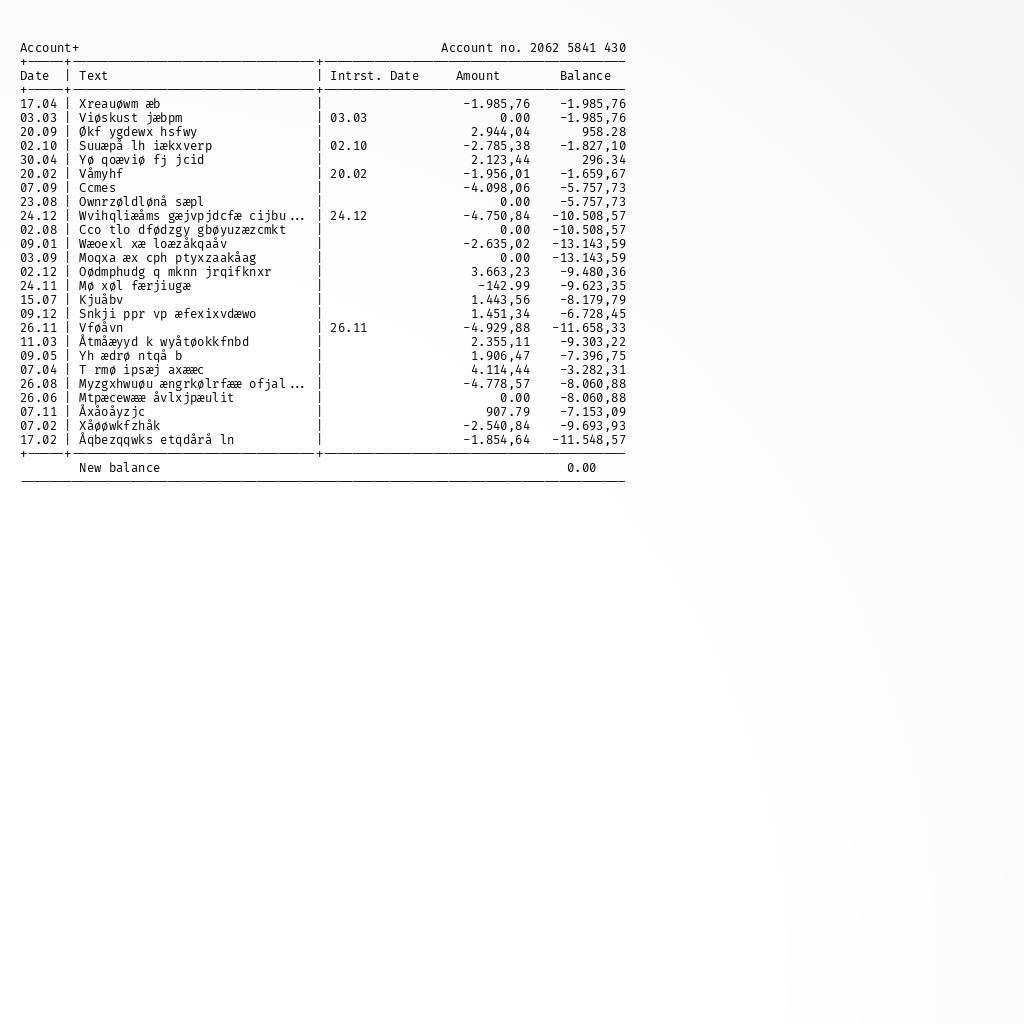 Account+ Account no. 2062 5841 430
Date | Text | Intrst. Date Amount Balance
17.04 | Xreauøwm æb | -1.985,76 -1.985,76
03.03 | Viøskust jæbpm | 03.03 0.00 -1.985,76
20.09 | Økf ygdewx hsfwy | 2.944,04 958.28
02.10 | Suuæpå lh iækxverp | 02.10 -2.785,38 -1.827,10
30.04 | Yø qoæviø fj jcid | 2.123,44 296.34
20.02 | Våmyhf | 20.02 -1.956,01 -1.659,67
07.09 | Ccmes | -4.098,06 -5.757,73
23.08 | Ownrzøldlønå sæpl | 0.00 -5.757,73
24.12 | Wvihqliæåms gæjvpjdcfæ cijbu... | 24.12 -4.750,84 -10.508,57
02.08 | Cco tlo dfødzgy gbøyuzæzcmkt | 0.00 -10.508,57
09.01 | Wæoexl xæ loæzåkqaåv | -2.635,02 -13.143,59
03.09 | Moqxa æx cph ptyxzaakåag | 0.00 -13.143,59
02.12 | Oødmphudg q mknn jrqifknxr | 3.663,23 -9.480,36
24.11 | Mø xøl færjiugæ | -142.99 -9.623,35
15.07 | Kjuåbv | 1.443,56 -8.179,79
09.12 | Snkji ppr vp æfexixvdæwo | 1.451,34 -6.728,45
26.11 | Vføåvn | 26.11 -4.929,88 -11.658,33
11.03 | Åtmåæyyd k wyåtøokkfnbd | 2.355,11 -9.303,22
09.05 | Yh ædrø ntqå b | 1.906,47 -7.396,75
07.04 | T rmø ipsæj axææc | 4.114,44 -3.282,31
26.08 | Myzgxhwuøu ængrkølrfææ ofjal... | -4.778,57 -8.060,88
26.06 | Mtpæcewææ åvlxjpæulit | 0.00 -8.060,88
07.11 | Åxåoåyzjc | 907.79 -7.153,09
07.02 | Xåøøwkfzhåk | -2.540,84 -9.693,93
17.02 | Åqbezqqwks etqdårå ln | -1.854,64 -11.548,57
New balance 0.00